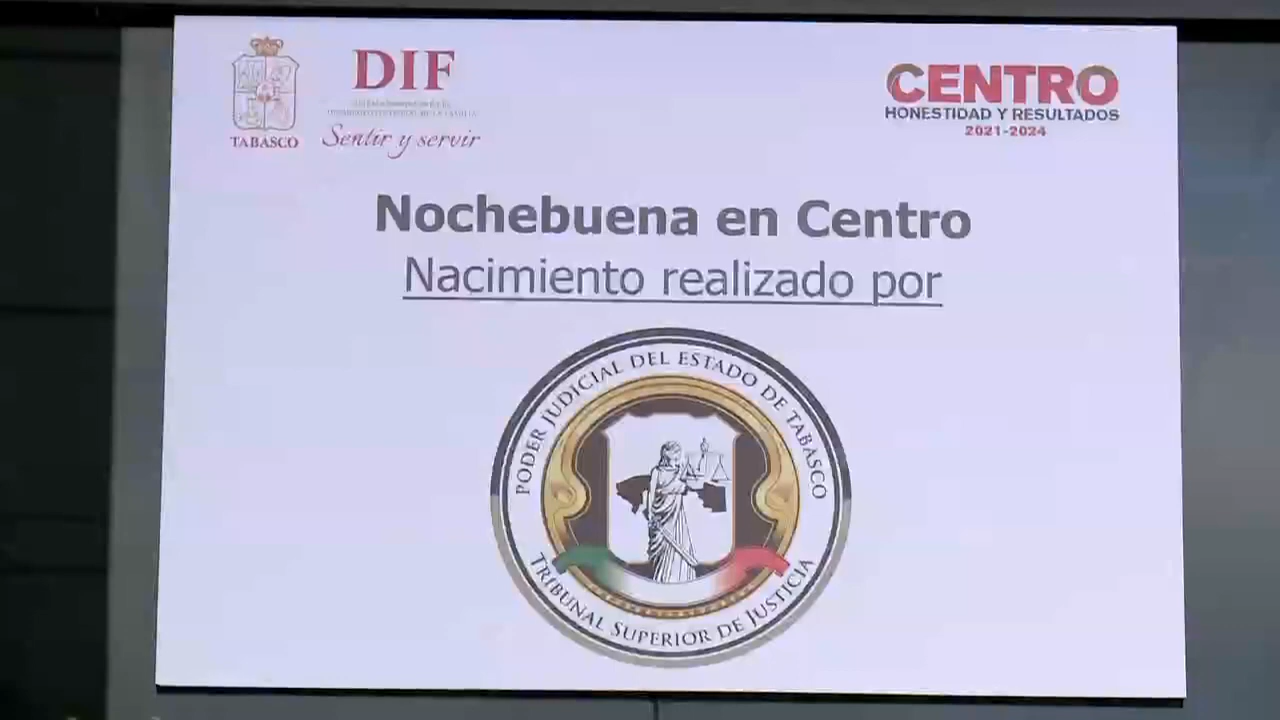 DIF
CENTRO
HONESTIDAD Y RESULTADOS
2021-2024
TABASCO
Sentir y servir
Nochebuena en Centro
Nacimiento realizado por
PODER JUDICIAL DEL ESTADO DE TABASCO
TRIBUNAL SUPERIOR DE JUSTICIA